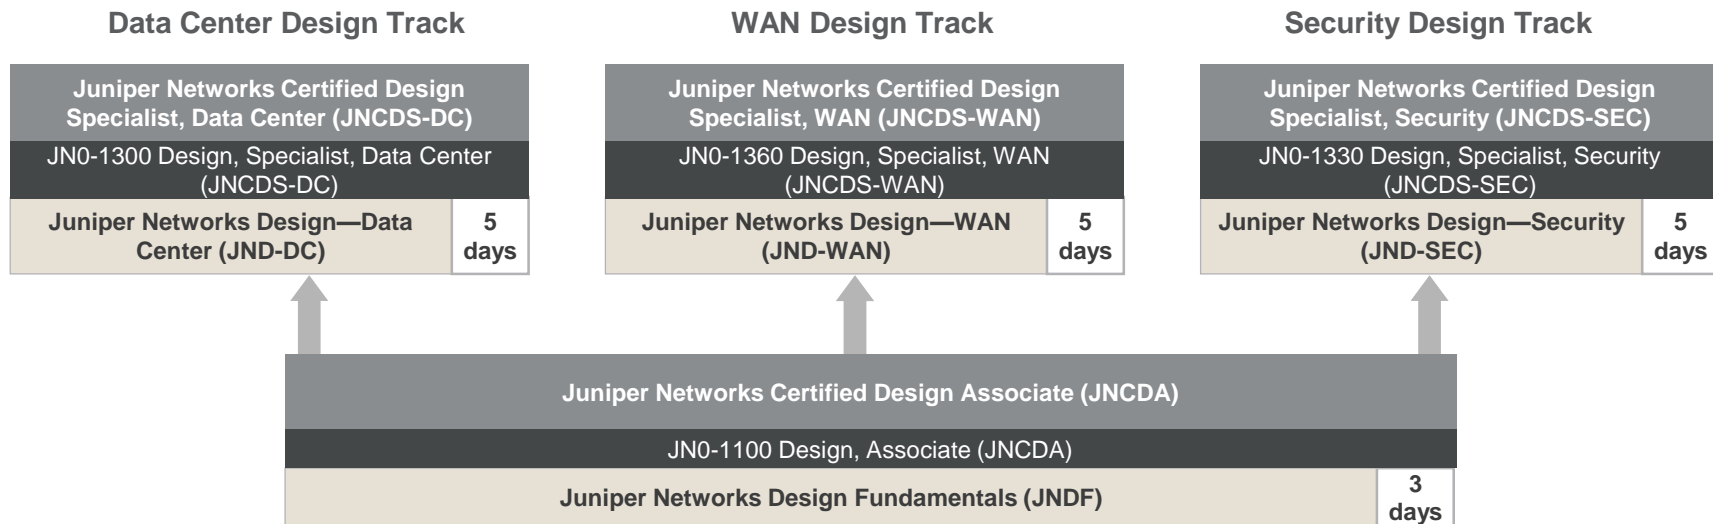 Data Center Design Track
Juniper Networks Certified Design
Specialist, Data Center (JNCDS-DC)
JN0-1300 Design, Specialist, Data Center
(JNCDS-DC)
Juniper Networks Design—Data
Center (JND-DC)
5
days
WAN Design Track
Juniper Networks Certified Design
Specialist, WAN (JNCDS-WAN)
JN0-1360 Design, Specialist, WAN
(JNCDS-WAN)
Juniper Networks Design—WAN
(JND-WAN)
5
days
Security Design Track
Juniper Networks Certified Design
Specialist, Security (JNCDS-SEC)
JN0-1330 Design, Specialist, Security
(JNCDS-SEC)
Juniper Networks Design—Security
(JND-SEC)
5
days
Juniper Networks Certified Design Associate (JNCDA)
JN0-1100 Design, Associate (JNCDA)
Juniper Networks Design Fundamentals (JNDF)
3
days